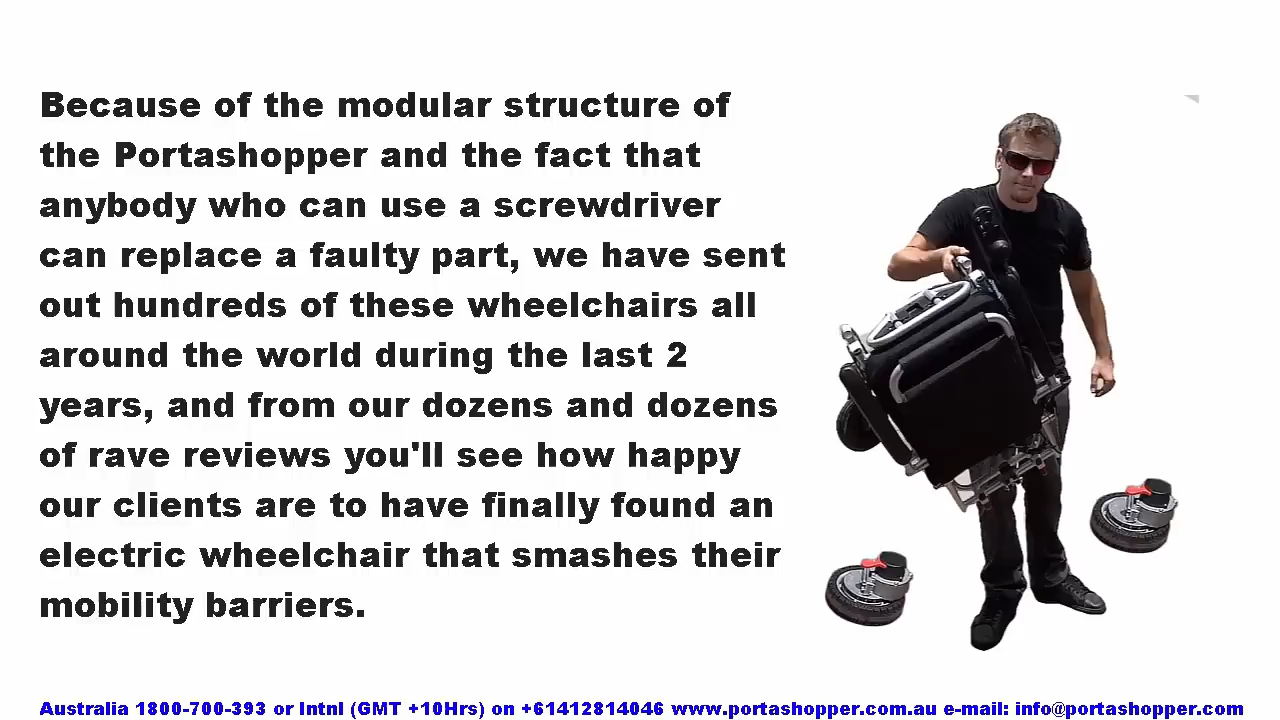 Because of the modular structure of
the Portashopper and the fact that
anybody who can use a screwdriver
can replace a faulty part, we have sent
out hundreds of these wheelchairs all
around the world during the last 2
years, and from our dozens and dozens
of rave reviews you'll see how happy
our clients are to have finally found an
electric wheelchair that smashes their
mobility barriers.
Australia 1800-700-393 or Intnl (GMT +10Hrs) on +61412814046 www.portashopper.com.au e-mail: info@portashopper.com